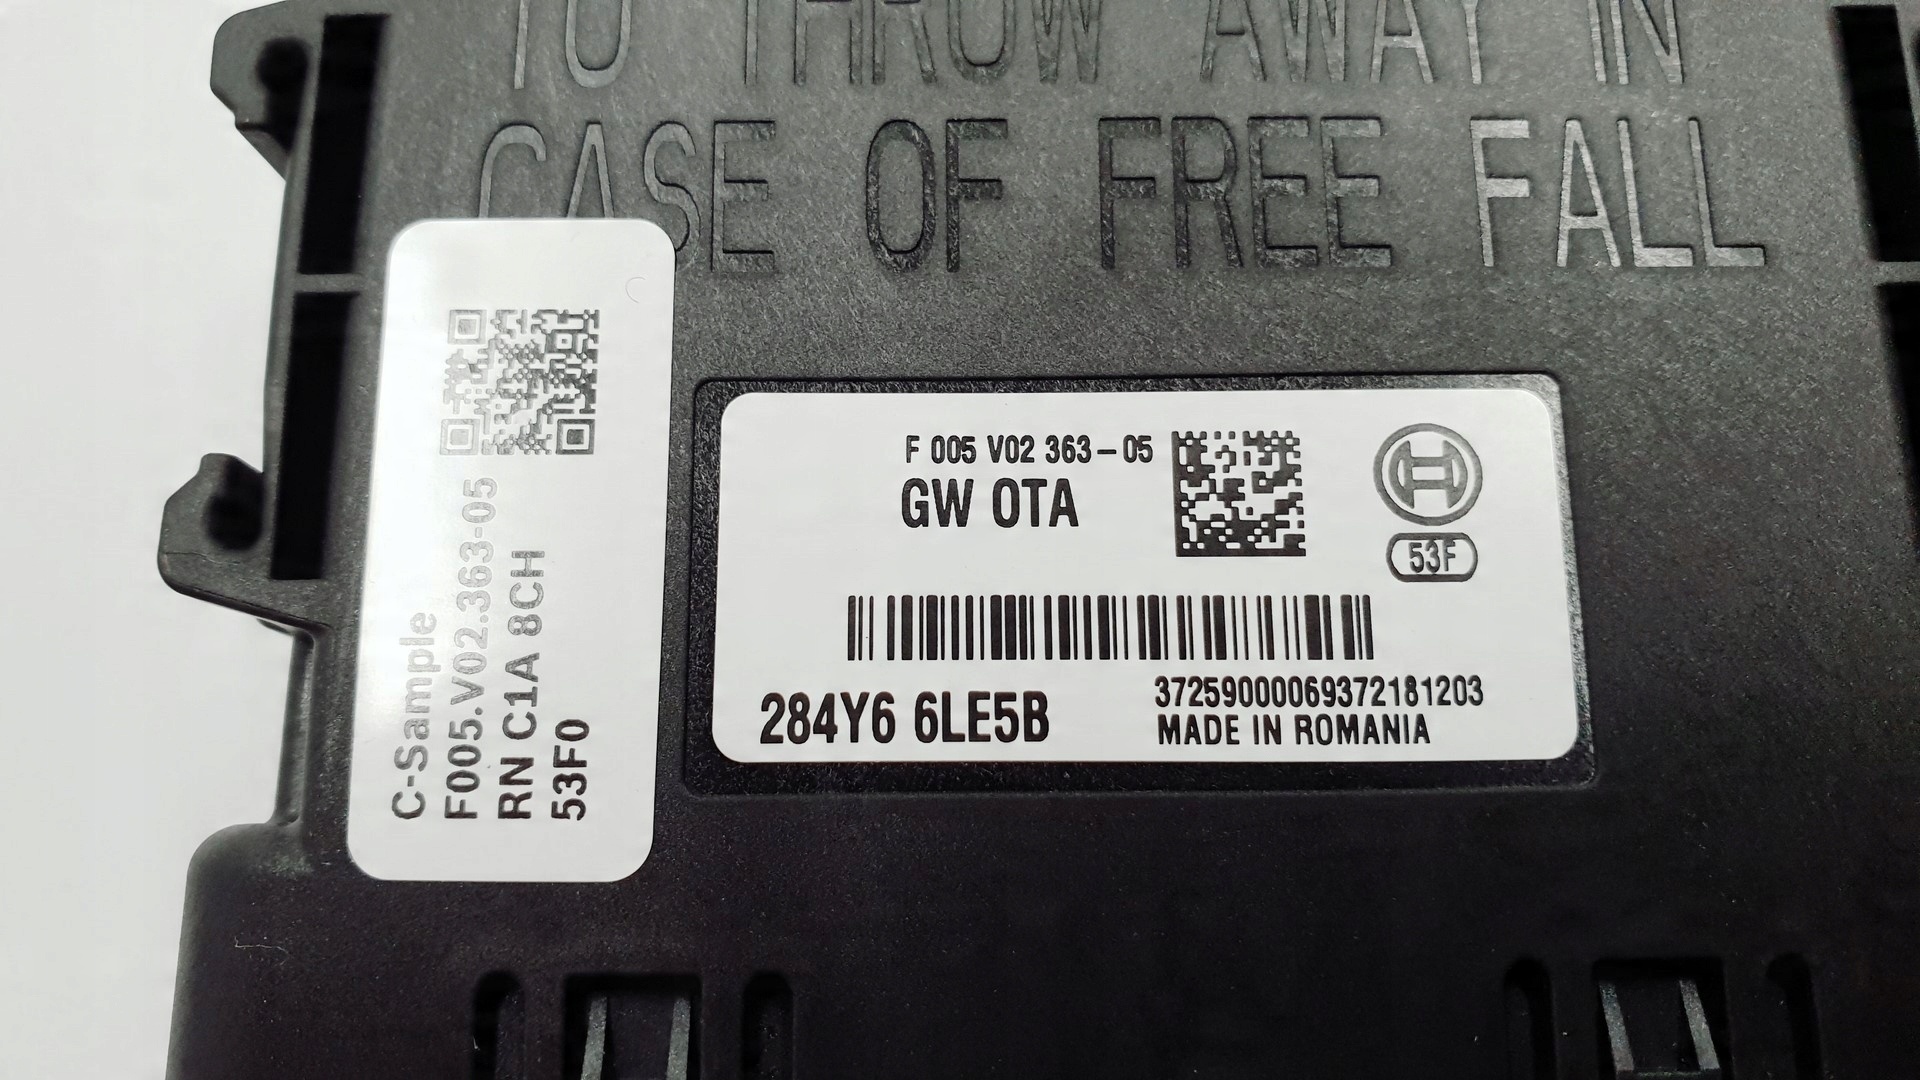 TO THROW AWAY IN
CASE OF FREE FALL
C-Sample
F005.V02.363-05
RN C1A 8CH
53F0
F 005 V02 363-05
GW OTA
53F
284Y6 6LE5B
37259000069372181203
MADE IN ROMANIA